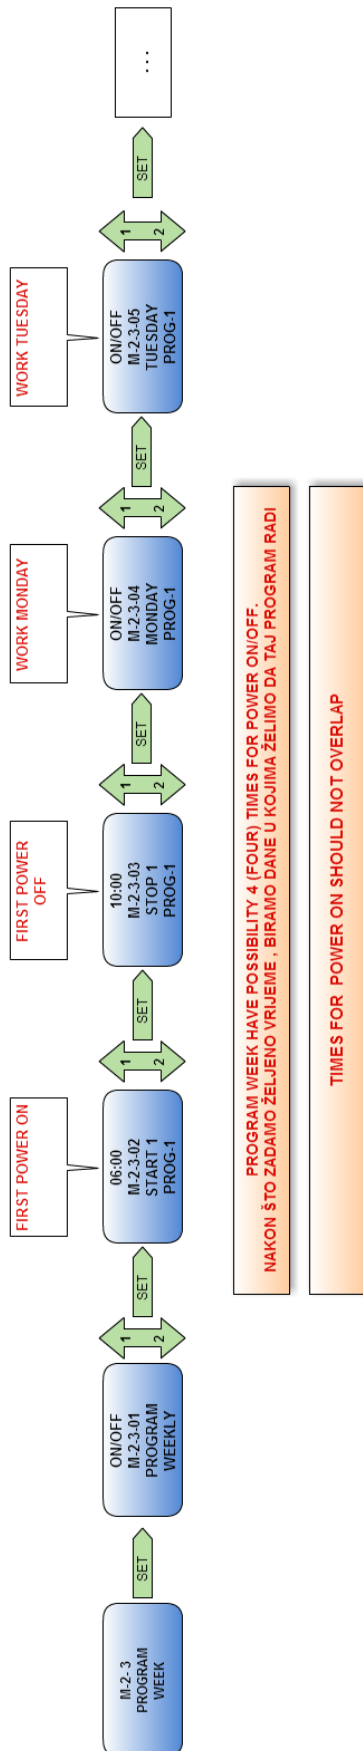 M-2- 3
PROGRAM
WEEK
SET
ON/OFF
M-2.3-01
PROGRAM
WEEKLY
1
2
SET
FIRST POWER ON
06:00
M-2.3-02
START 1
PROG-1
1
2
SET
FIRST POWER
OFF
10:00
M-2.3-03
STOP 1
PROG-1
1
2
SET
WORK MONDAY
ON/OFF
M-2.3-04
MONDAY
PROG-1
1
2
SET
WORK TUESDAY
ON/OFF
M-2.3-05
TUESDAY
PROG-1
1
2
SET
...
PROGRAM WEEK HAVE POSSIBILITY 4 (FOUR) TIMES FOR POWER ON/OFF.
NAKON ŠTO ZADAMO ŽELJENO VRIJEME , BIRAMO DANE U KOJIMA ŽELIMO DA TAJ PROGRAM RADI
TIMES FOR POWER ON SHOULD NOT OVERLAP